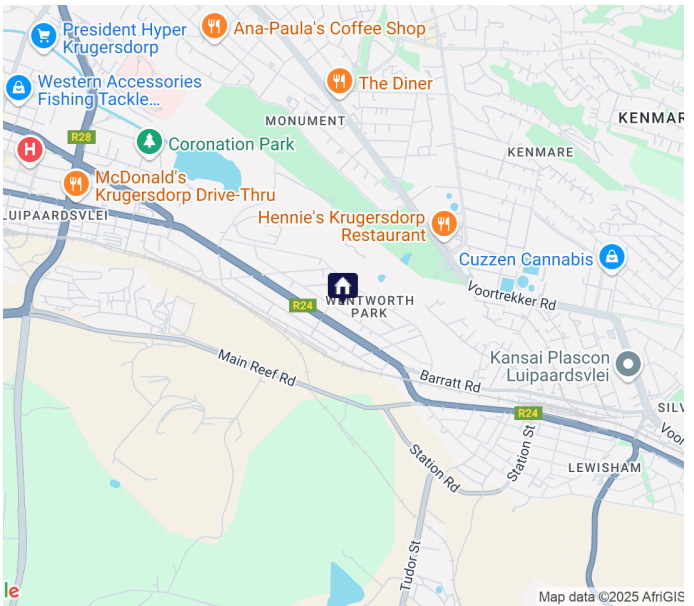 President Hyper
Krugersdorp
Ana-Paula's Coffee Shop
Western Accessories
Fishing Tackle...
The Diner
MONUMENT
KENMAR
R28
H
Coronation Park
KENMARE
McDonald's
Krugersdorp Drive-Thru
LUIPAARDSVLEI
Hennie's Krugersdorp
Restaurant
Cuzzen Cannabis
R24
WENTWORTH
PARK
Voortrekker Rd
Main Reef Rd
Barratt Rd
Kansai Plascon
Luipaardsvlei
R24
SILV
Voor
Station Rd
Station St
LEWISHAM
Tudor St
le
Map data ©2025 AfriGIS